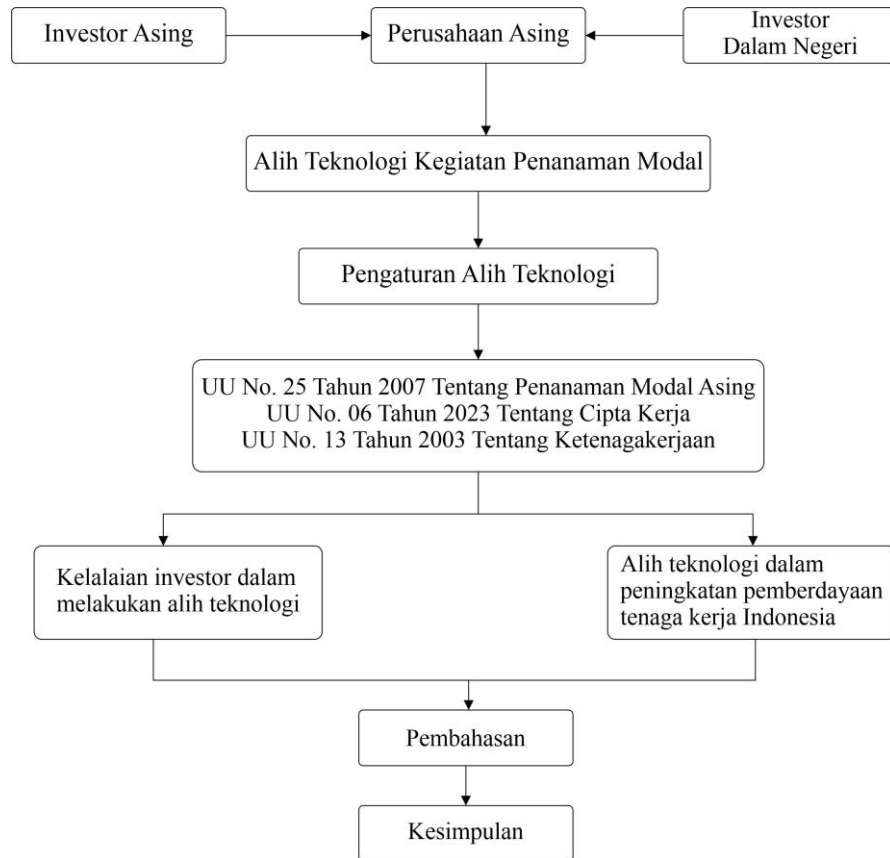 Investor Asing
Perusahaan Asing
Investor
Dalam Negeri
Alih Teknologi Kegiatan Penanaman Modal
Pengaturan Alih Teknologi
UU No. 25 Tahun 2007 Tentang Penanaman Modal Asing
UU No. 06 Tahun 2023 Tentang Cipta Kerja
UU No. 13 Tahun 2003 Tentang Ketenagakerjaan
Kelalaian investor dalam
melakukan alih teknologi
Alih teknologi dalam
peningkatan pemberdayaan
tenaga kerja Indonesia
Pembahasan
Kesimpulan